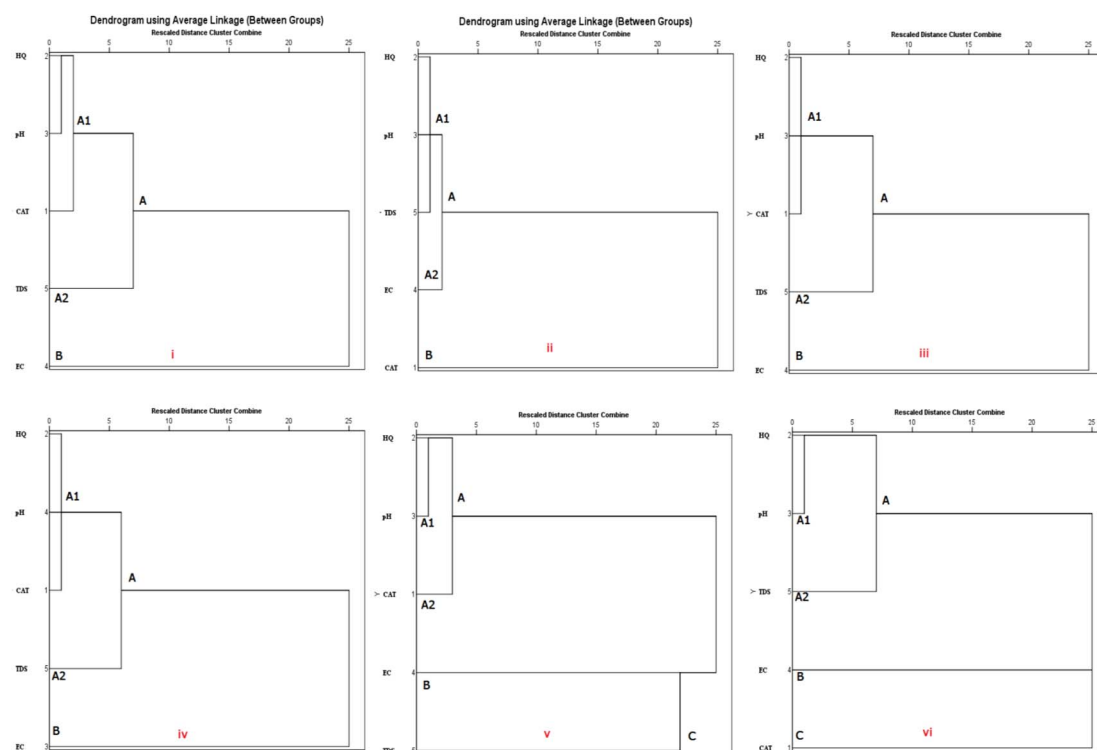 Dendrogram using Average Linkage (Between Groups)
Rescaled Distance Cluster Combine
0 5 10 15 20 25
HQ 2
pH 3
CAT 1
TDS 5
EC 4
A1
A
A2
B
i
Dendrogram using Average Linkage (Between Groups)
Rescaled Distance Cluster Combine
0 5 10 15 20 25
HQ 2
pH 3
TDS 5
EC 4
CAT 1
A1
A
A2
B
ii
Rescaled Distance Cluster Combine
0 5 10 15 20 25
HQ 2
pH 3
Y CAT 1
TDS 5
EC 4
A1
A
A2
B
iii
Rescaled Distance Cluster Combine
0 5 10 15 20 25
HQ 2
pH 4
CAT 1
TDS 5
EC 3
A1
A
A2
B
iv
Rescaled Distance Cluster Combine
0 5 10 15 20 25
HQ 2
pH 3
Y CAT 1
EC 4
A
A1
A2
B
C
v
Rescaled Distance Cluster Combine
0 5 10 15 20 25
HQ 2
pH 3
Y TDS 5
EC 4
CAT 1
A
A1
A2
B
C
vi